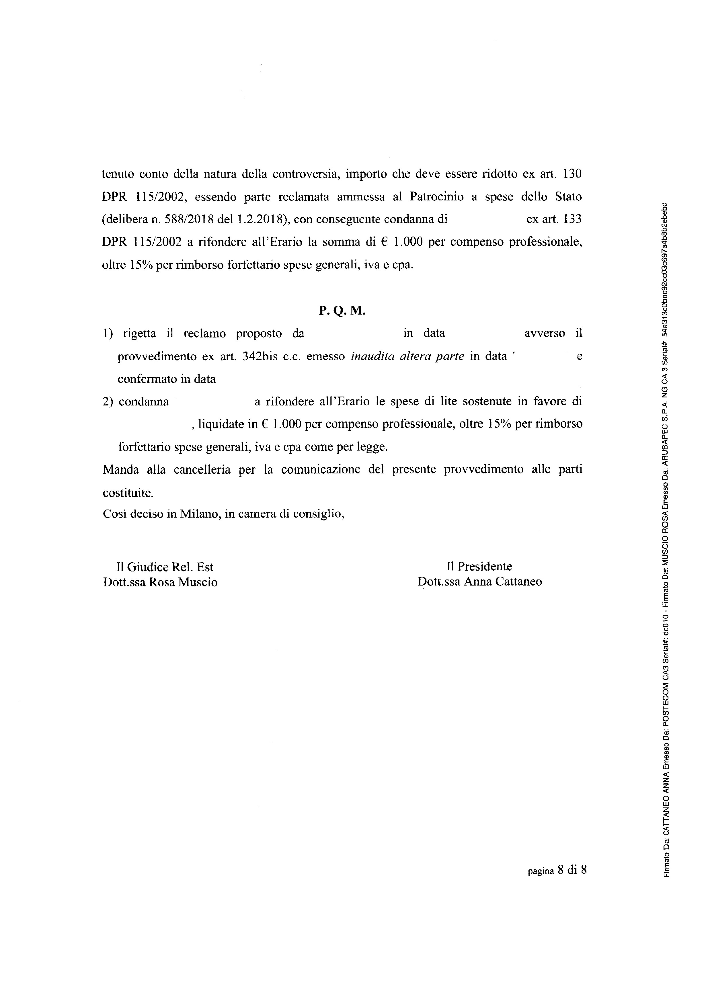 tenuto conto della natura della controversia, importo che deve essere ridotto ex art. 130
DPR 115/2002, essendo parte reclamata ammessa al Patrocinio a spese dello Stato
(delibera n. 588/2018 del 1.2.2018), con conseguente condanna di ex art. 133
DPR 115/2002 a rifondere all’Erario la somma di € 1.000 per compenso professionale,
oltre 15% per rimborso forfettario spese generali, iva e cpa.
P. Q. M.
1) rigetta il reclamo proposto da in data avverso il
provvedimento ex art. 342bis c.c. emesso inaudita altera parte in data e
confermato in data
2) condanna a rifondere all’Erario le spese di lite sostenute in favore di
, liquidate in € 1.000 per compenso professionale, oltre 15% per rimborso
forfettario spese generali, iva e cpa come per legge.
Manda alla cancelleria per la comunicazione del presente provvedimento alle parti
costituite.
Così deciso in Milano, in camera di consiglio,
Il Giudice Rel. Est
Dott.ssa Rosa Muscio
Il Presidente
Dott.ssa Anna Cattaneo
pagina 8 di 8
Firmato Da: CATTANEO ANNA Emesso Da: POSTECOM CA3 Serial#: dc010 - Firmato Da: MUSCIO ROSA Emesso Da: ARUBAPEC S.P.A. NG CA 3 Serial#: 54e313c0bec92cc03c697a4b8b2ebebd